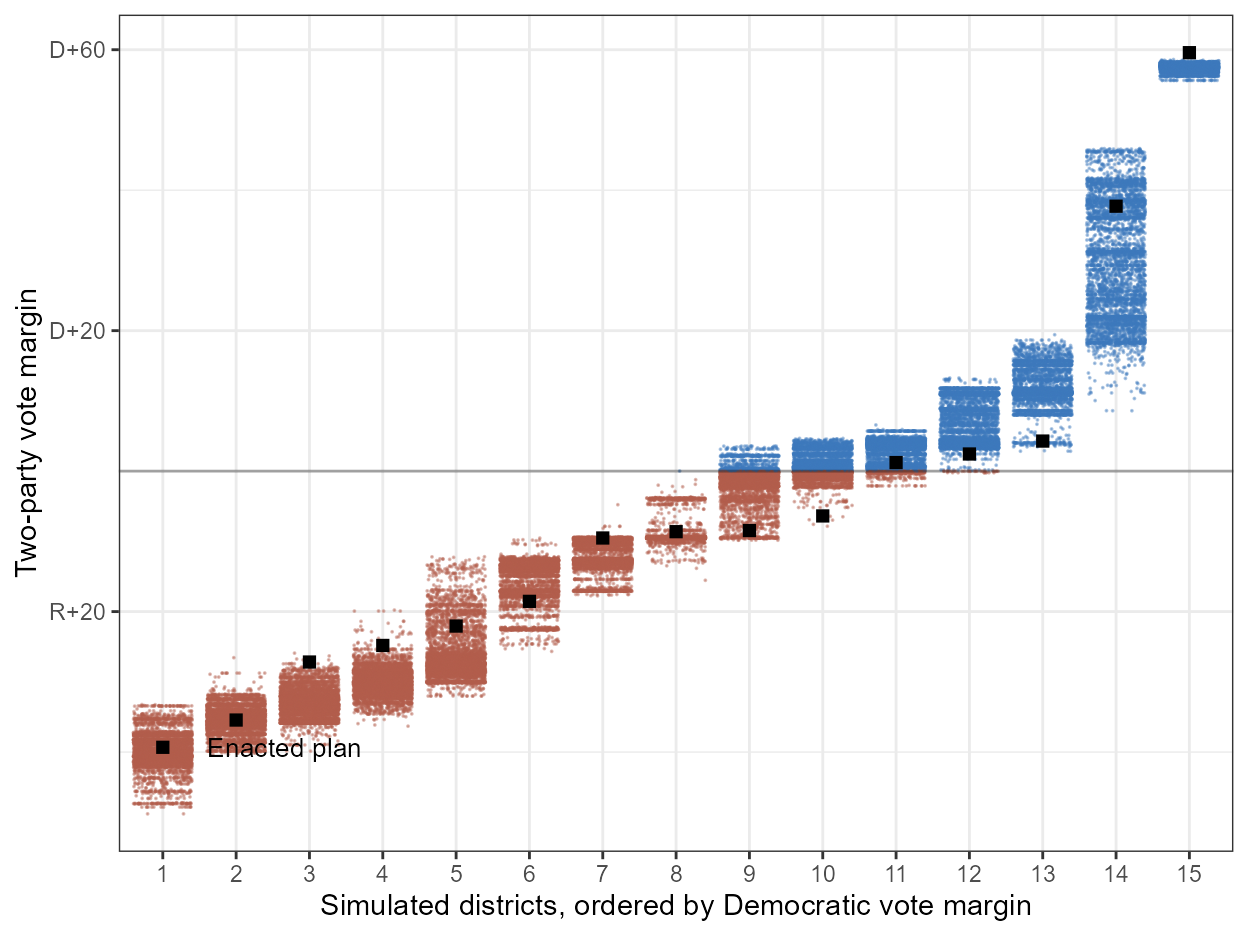 Two-party vote margin
D+60
D+20
R+20
Enacted plan
1 2 3 4 5 6 7 8 9 10 11 12 13 14 15
Simulated districts, ordered by Democratic vote margin